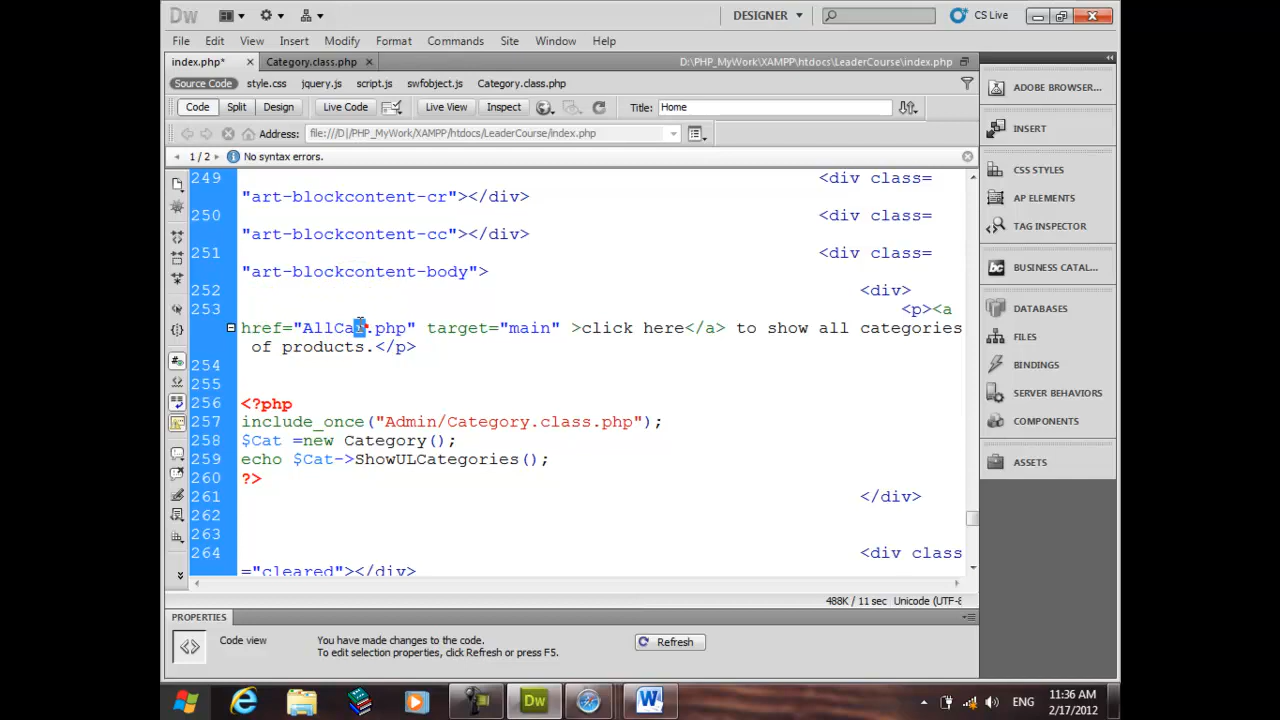 Dw DESIGNER CS Live
File Edit View Insert Modify Format Commands Site Window Help
index.php* Category.class.php D:\PHP_MyWork\XAMPP\htdocs\LeaderCourse\index.php
Source Code style.css jquery.js script.js swfobject.js Category.class.php
Code Split Design Live Code Live View Inspect Title: Home
Address: file:///D|/PHP_MyWork/XAMPP/htdocs/LeaderCourse/index.php
1 / 2 No syntax errors.
249 <div class=
"art-blockcontent-cr"></div>
250 <div class=
"art-blockcontent-cc"></div>
251 <div class=
"art-blockcontent-body">
252 <div>
253 <p><a
href="AllCat.php" target="main" >click here</a> to show all categories
of products.</p>
254
255
256 <?php
257 include_once("Admin/Category.class.php");
258 $Cat =new Category();
259 echo $Cat->ShowULCategories();
260 ?>
261 </div>
262
263
264 <div class
="cleared"></div>
488K / 11 sec Unicode (UTF-8
PROPERTIES
Code view You have made changes to the code.
To edit selection properties, click Refresh or press F5.
Refresh
ADOBE BROWSER...
INSERT
CSS STYLES
AP ELEMENTS
TAG INSPECTOR
BUSINESS CATAL...
DATABASES
FILES
BINDINGS
SERVER BEHAVIORS
COMPONENTS
ASSETS
ENG 11:36 AM
2/17/2012